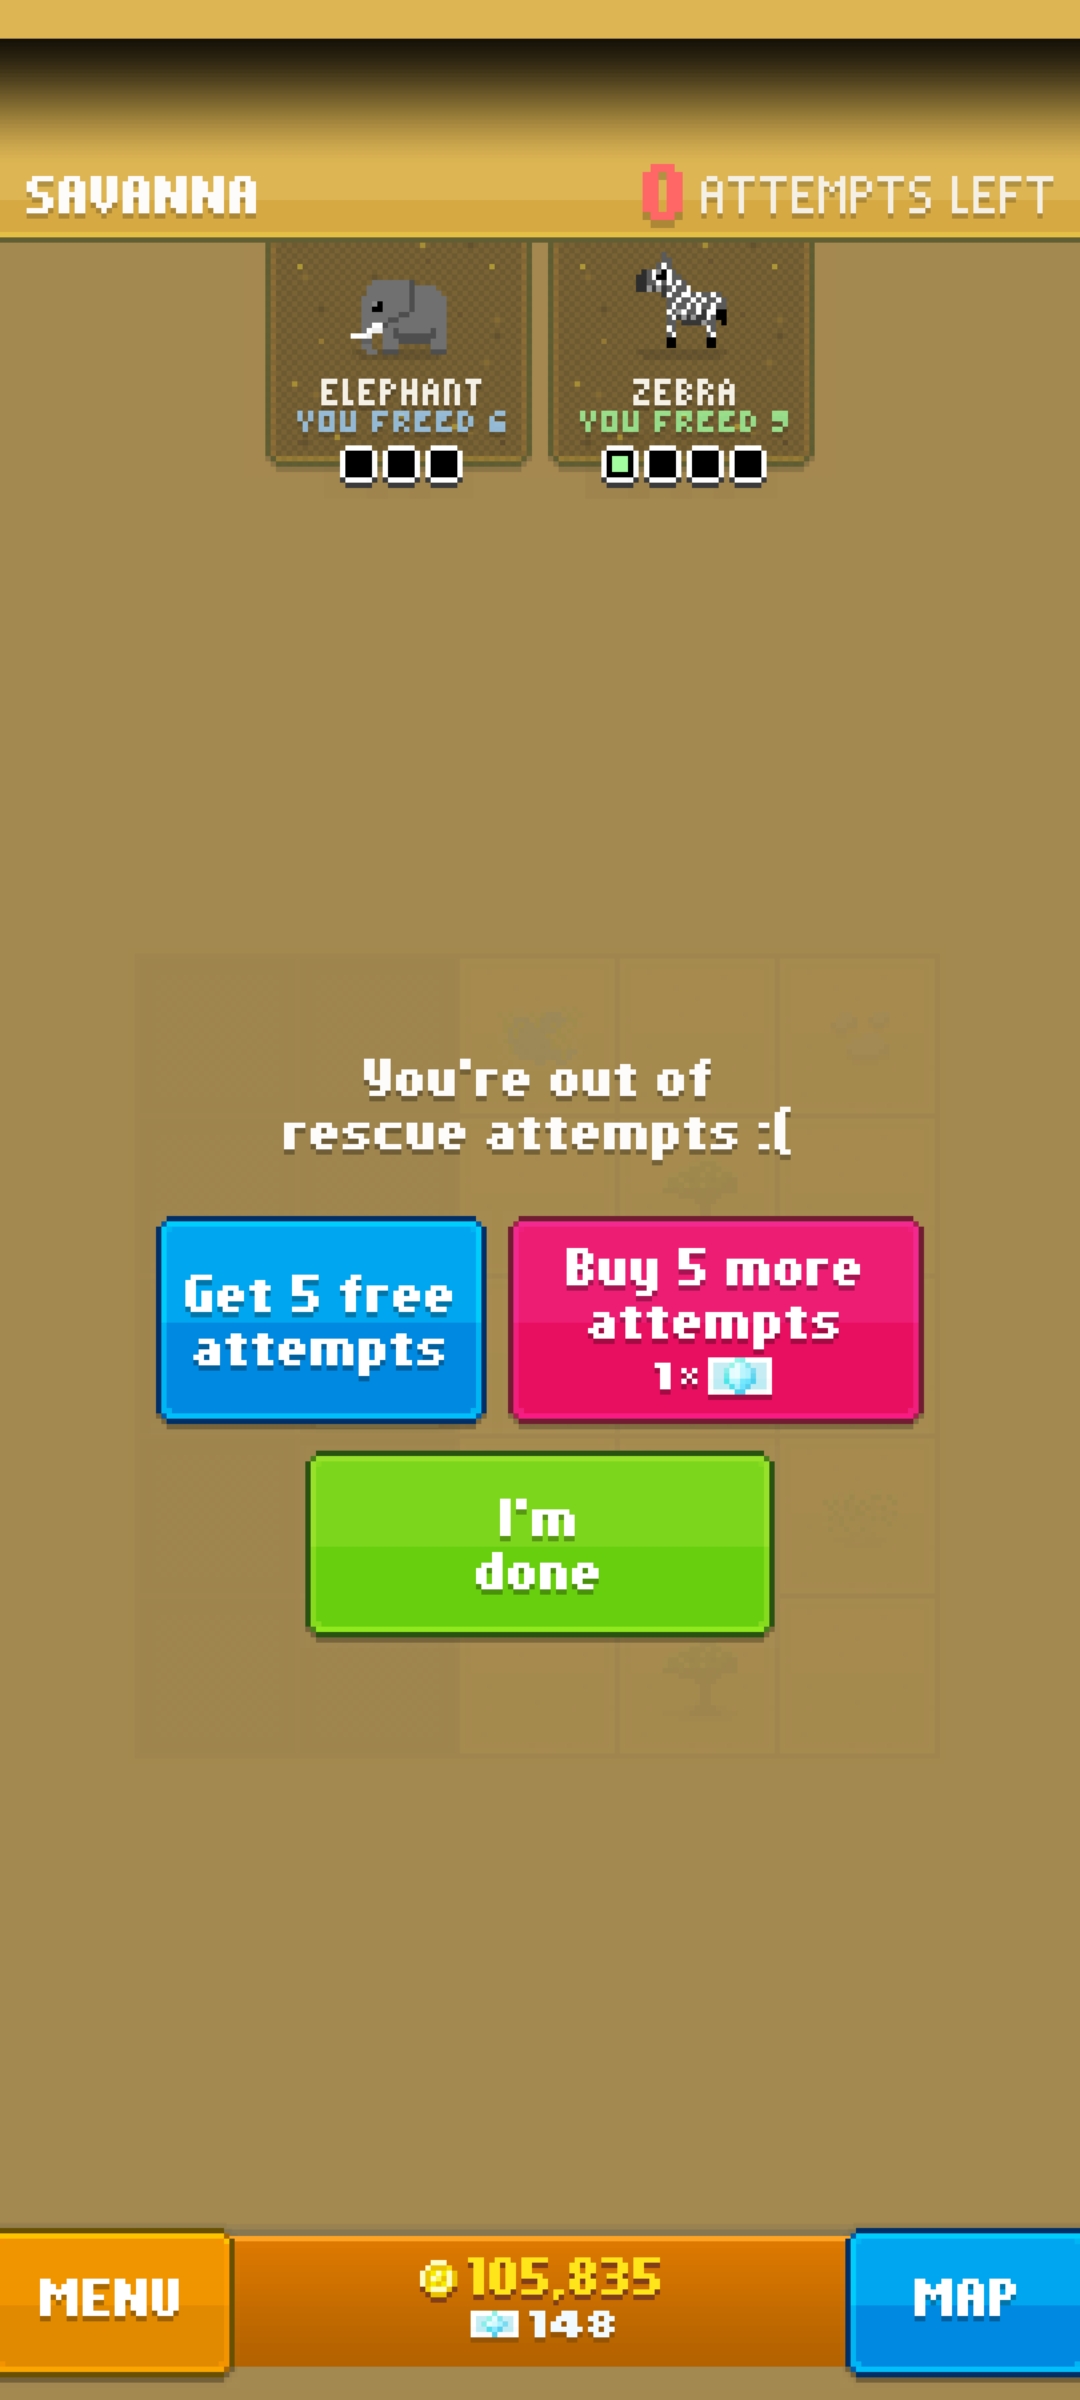 SAVANNA
0 ATTEMPTS LEFT
ELEPHANT
YOU FREED 6
ZEBRA
YOU FREED 9
You're out of
rescue attempts :(
Get 5 free
attempts
Buy 5 more
attempts
1×
I'm
done
MENU
105,835
148
MAP